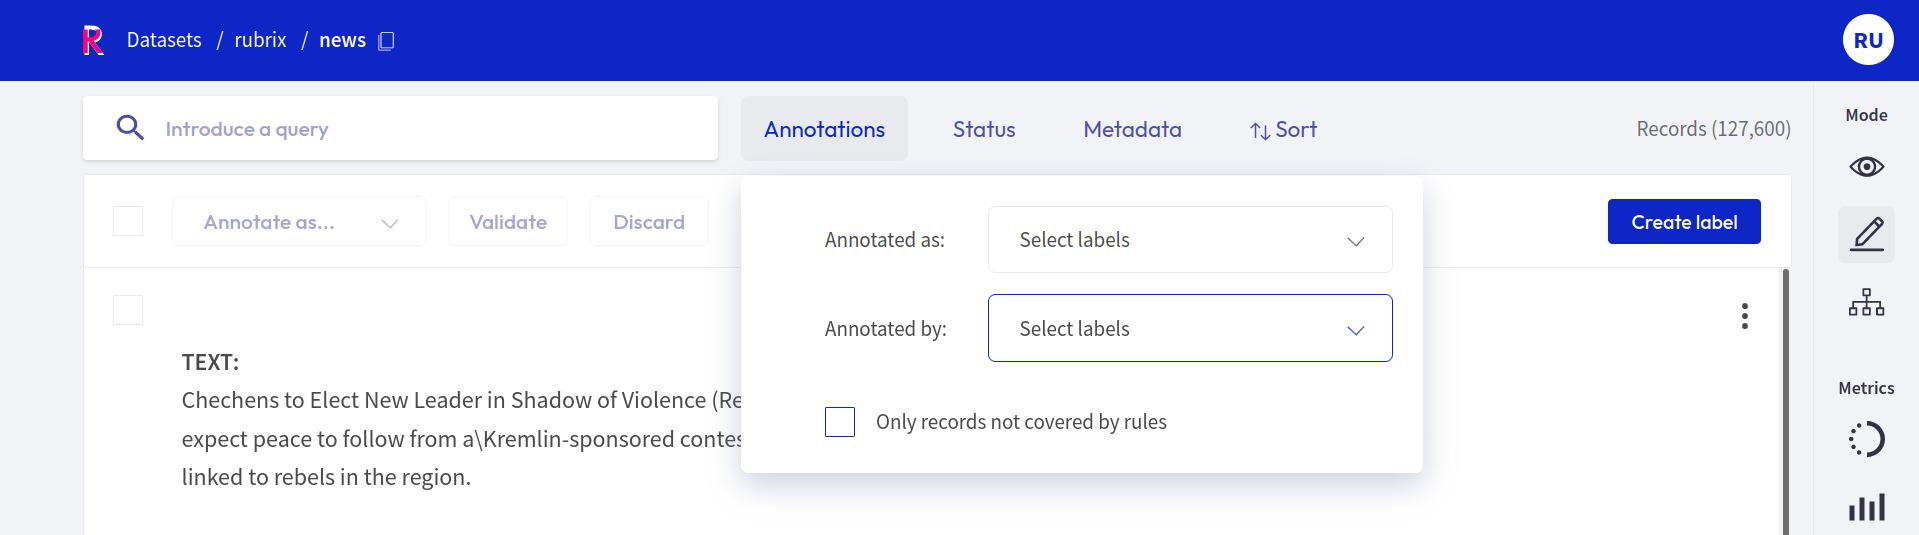 R Datasets / rubrix / news RU
Introduce a query Annotations Status Metadata Sort Records (127,600) Mode
Annotate as... Validate Discard Annotated as: Select labels Create label
Annotated by: Select labels
TEXT:
Chechens to Elect New Leader in Shadow of Violence (Re
expect peace to follow from a\Kremlin-sponsored contes
linked to rebels in the region.
Only records not covered by rules
Metrics